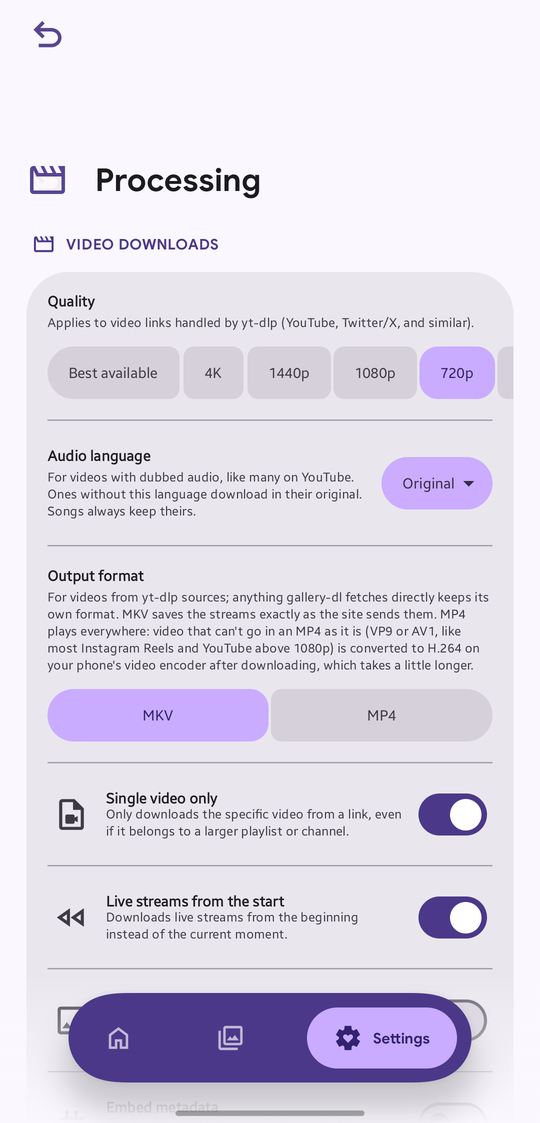 Processing
VIDEO DOWNLOADS
Quality
Applies to video links handled by yt-dlp (YouTube, Twitter/X, and similar).
Best available
4K
1440p
1080p
720p
Audio language
For videos with dubbed audio, like many on YouTube.
Ones without this language download in their original.
Songs always keep theirs.
Original
Output format
For videos from yt-dlp sources; anything gallery-dl fetches directly keeps its
own format. MKV saves the streams exactly as the site sends them. MP4
plays everywhere: video that can't go in an MP4 as it is (VP9 or AV1, like
most Instagram Reels and YouTube above 1080p) is converted to H.264 on
your phone's video encoder after downloading, which takes a little longer.
MKV
MP4
Single video only
Only downloads the specific video from a link, even
if it belongs to a larger playlist or channel.
Live streams from the start
Downloads live streams from the beginning
instead of the current moment.
Settings
Embed metadata